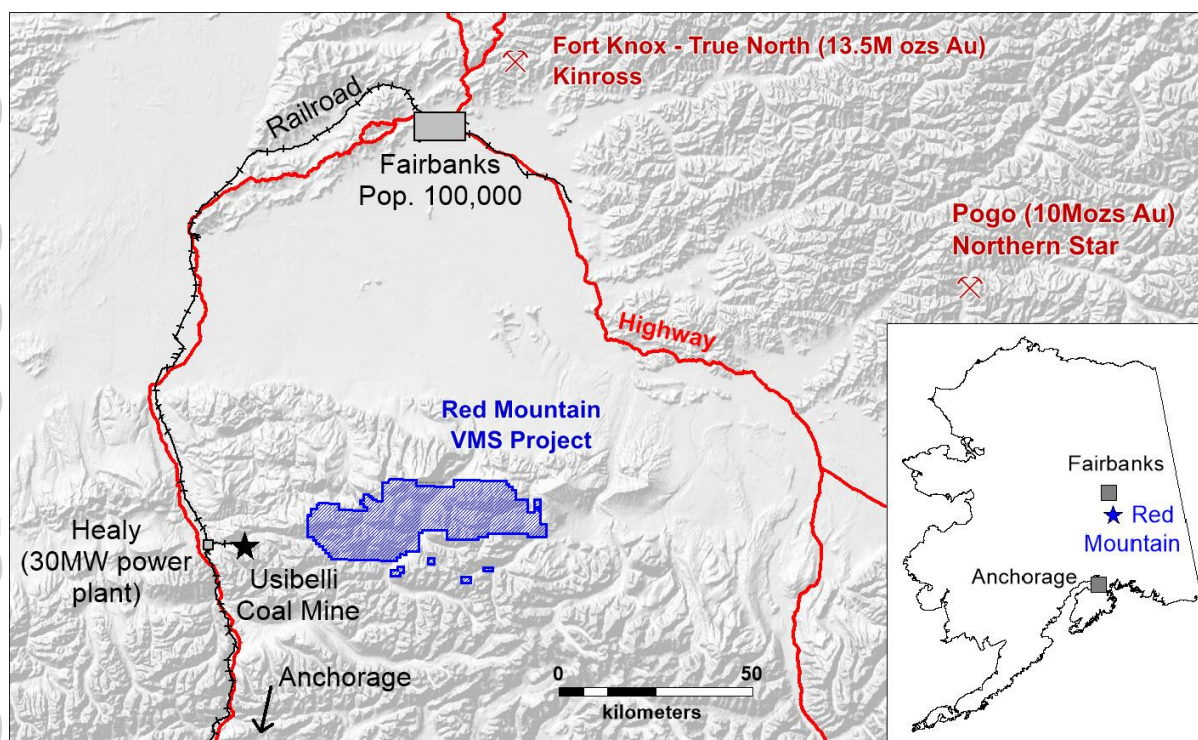 Fort Knox - True North (13.5M ozs Au)
Kinross
Railroad
Fairbanks
Pop. 100,000
Pogo (10Mozs Au)
Northern Star
Highway
Red Mountain
VMS Project
Healy
(30MW power
plant)
Usibelli
Coal Mine
Anchorage
0 50
kilometers
Fairbanks
Red
Mountain
Anchorage